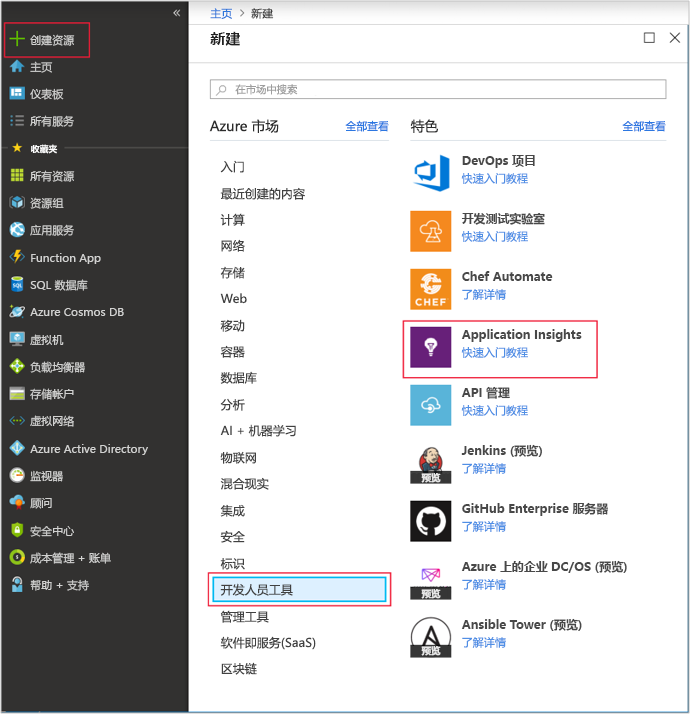 «
创建资源
主页
仪表板
所有服务
收藏夹
所有资源
资源组
应用服务
Function App
SQL 数据库
Azure Cosmos DB
虚拟机
负载均衡器
存储帐户
虚拟网络
Azure Active Directory
监视器
顾问
安全中心
成本管理 + 账单
帮助 + 支持
主页 > 新建
新建
在市场中搜索
Azure 市场 全部查看
入门
最近创建的内容
计算
网络
存储
Web
移动
容器
数据库
分析
AI + 机器学习
物联网
混合现实
集成
安全
标识
开发人员工具
管理工具
软件即服务(SaaS)
区块链
特色 全部查看
DevOps 项目
快速入门教程
开发测试实验室
快速入门教程
CHEF
Chef Automate
了解详情
Application Insights
快速入门教程
API 管理
快速入门教程
Jenkins (预览)
了解详情
预览
GitHub Enterprise 服务器
了解详情
Azure 上的企业 DC/OS (预览)
了解详情
预览
Ansible Tower (预览)
了解详情
预览